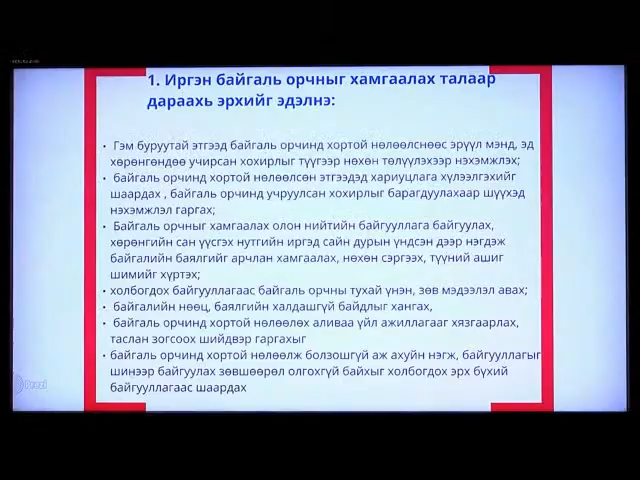 1. Иргэн байгаль орчныг хамгаалах талаар
дараахь эрхийг эдэлнэ:
• Гэм буруутай этгээд байгаль орчинд хортой нөлөөлснөөс эрүүл мэнд, эд
хөрөнгөндөө учирсан хохирлыг түүгээр нөхөн төлүүлэхээр нэхэмжлэх;
• байгаль орчинд хортой нөлөөлсөн этгээдэд хариуцлага хүлээлгэхийг
шаардах , байгаль орчинд учруулсан хохирлыг барагдуулахаар шүүхэд
нэхэмжлэл гаргах;
• Байгаль орчныг хамгаалах олон нийтийн байгууллага байгуулах,
хөрөнгийн сан үүсгэх нутгийн иргэд сайн дурын үндсэн дээр нэгдэж
байгалийн баялгийг арчлан хамгаалах, нөхөн сэргээх, түүний ашиг
шимийг хүртэх;
• холбогдох байгууллагаас байгаль орчны тухай үнэн, зөв мэдээлэл авах;
• байгалийн нөөц, баялгийн халдашгүй байдлыг хангах,
• байгаль орчинд хортой нөлөөлөх аливаа үйл ажиллагааг хязгаарлах,
таслан зогсоох шийдвэр гаргахыг
• байгаль орчинд хортой нөлөөлж болзошгүй аж ахуйн нэгж, байгууллагыг
шинээр байгуулах зөвшөөрөл олгохгүй байхыг холбогдох эрх бүхий
байгууллагаас шаардах